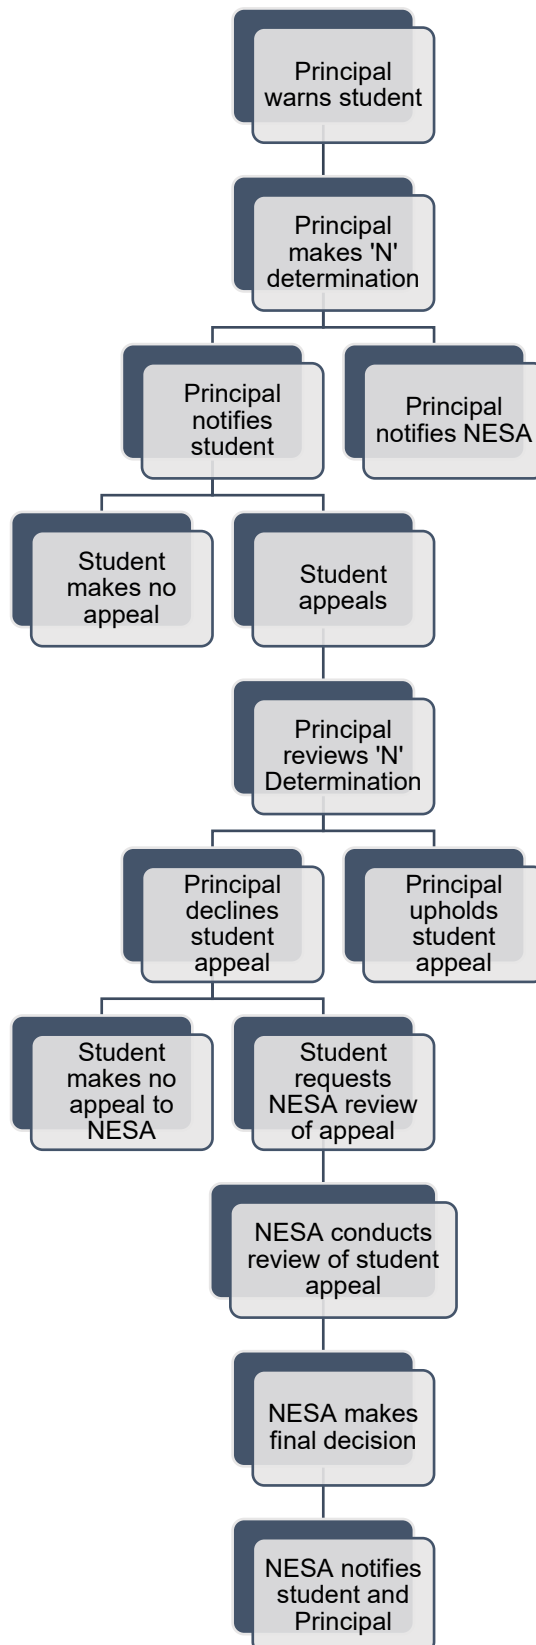 Principal
warns student
Principal
makes 'N'
determination
Principal
notifies
student
Principal
notifies NESA
Student
makes no
appeal
Student
appeals
Principal
reviews 'N'
Determination
Principal
declines
student
appeal
Principal
upholds
student
appeal
Student
makes no
appeal to
NESA
Student
requests
NESA review
of appeal
NESA conducts
review of student
appeal
NESA makes
final decision
NESA notifies
student and
Principal